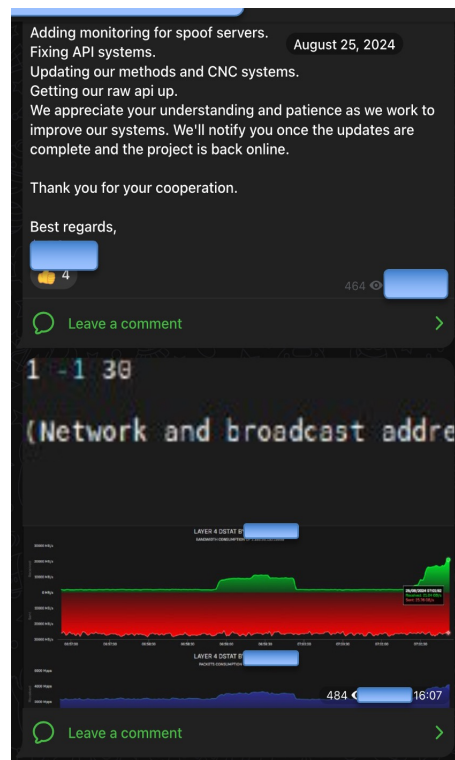 Adding monitoring for spoof servers.
August 25, 2024
Fixing API systems.
Updating our methods and CNC systems.
Getting our raw api up.
We appreciate your understanding and patience as we work to
improve our systems. We'll notify you once the updates are
complete and the project is back online.
Thank you for your cooperation.
Best regards,
4
464
Leave a comment
1 -1 30
(Network and broadcast addre
LAYER 4 DSTAT B
LAYER 4 DSTAT B
484
16:07
Leave a comment